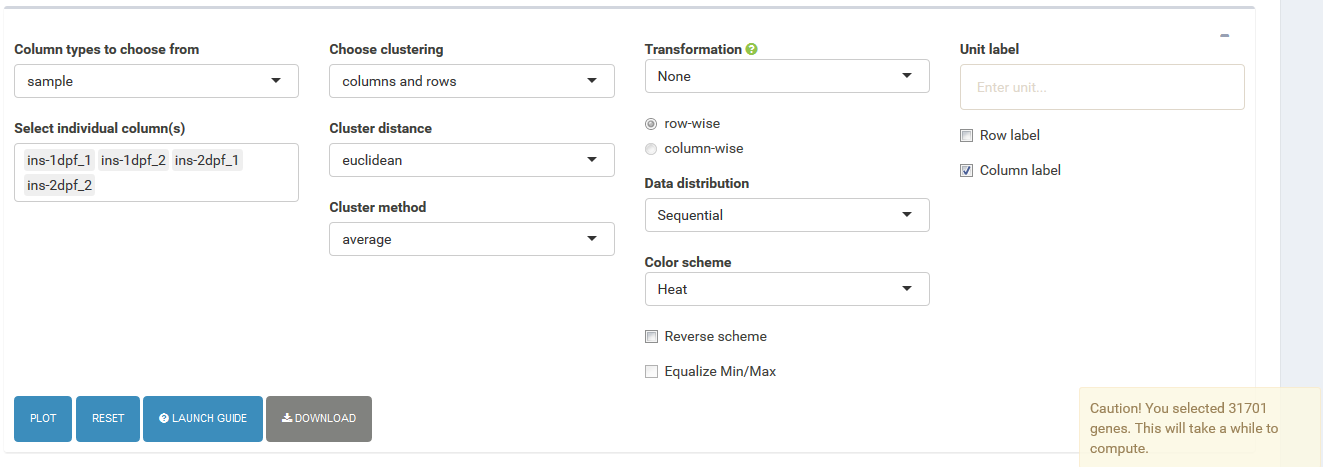 Column types to choose from
sample
Select individual column(s)
ins-1dpf_1 ins-1dpf_2 ins-2dpf_1
ins-2dpf_2
Choose clustering
columns and rows
Cluster distance
euclidean
Cluster method
average
Transformation
None
row-wise
column-wise
Data distribution
Sequential
Color scheme
Heat
Reverse scheme
Equalize Min/Max
Unit label
Enter unit...
Row label
Column label
PLOT
RESET
LAUNCH GUIDE
DOWNLOAD
Caution! You selected 31701
genes. This will take a while to
compute.